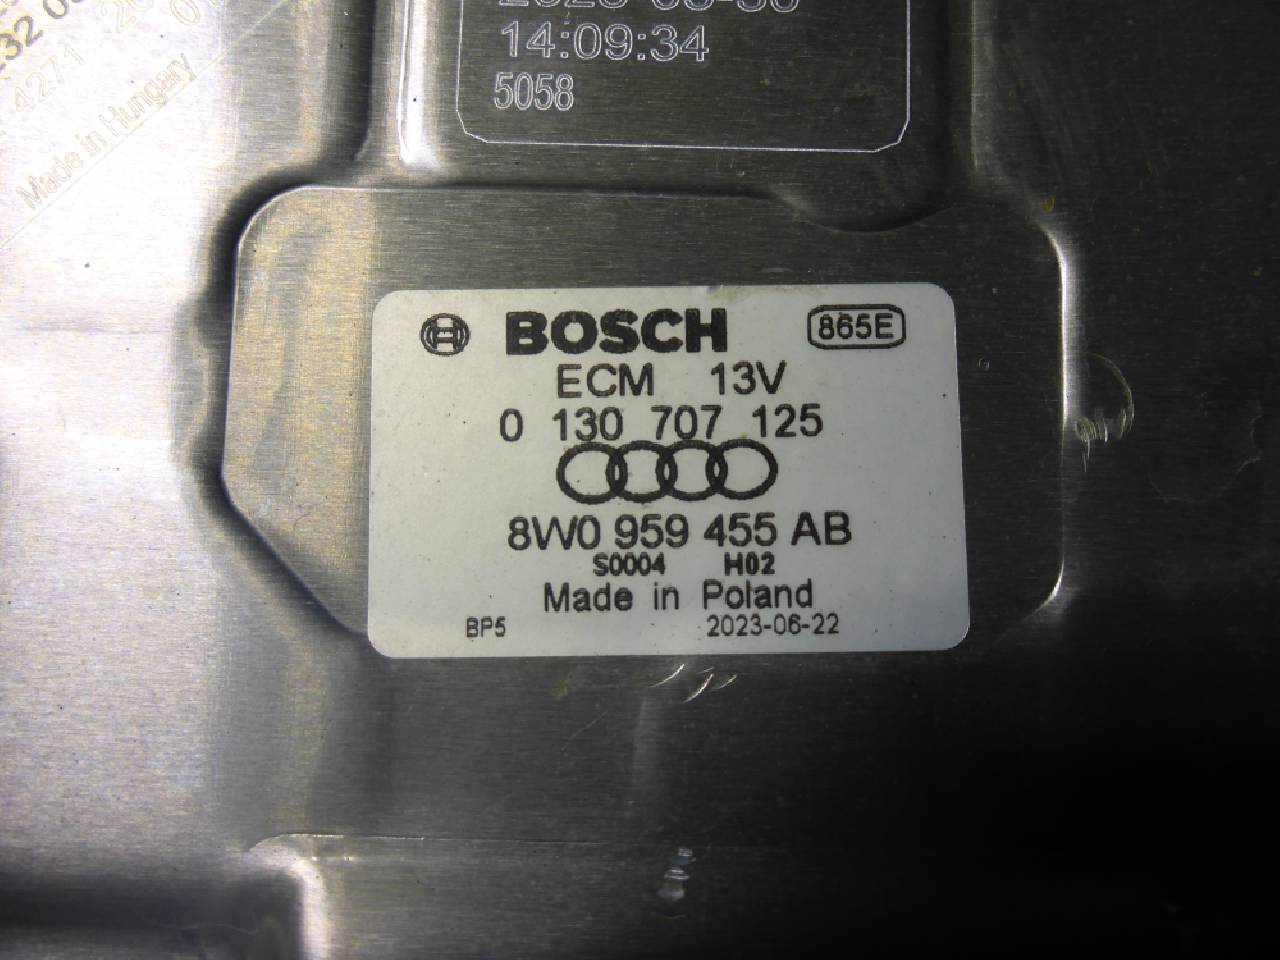 14:09:34
5058
4271
Made in Hungary
BOSCH 865E
ECM 13V
0 130 707 125
8W0 959 455 AB
S0004 H02
Made in Poland
BP5 2023-06-22